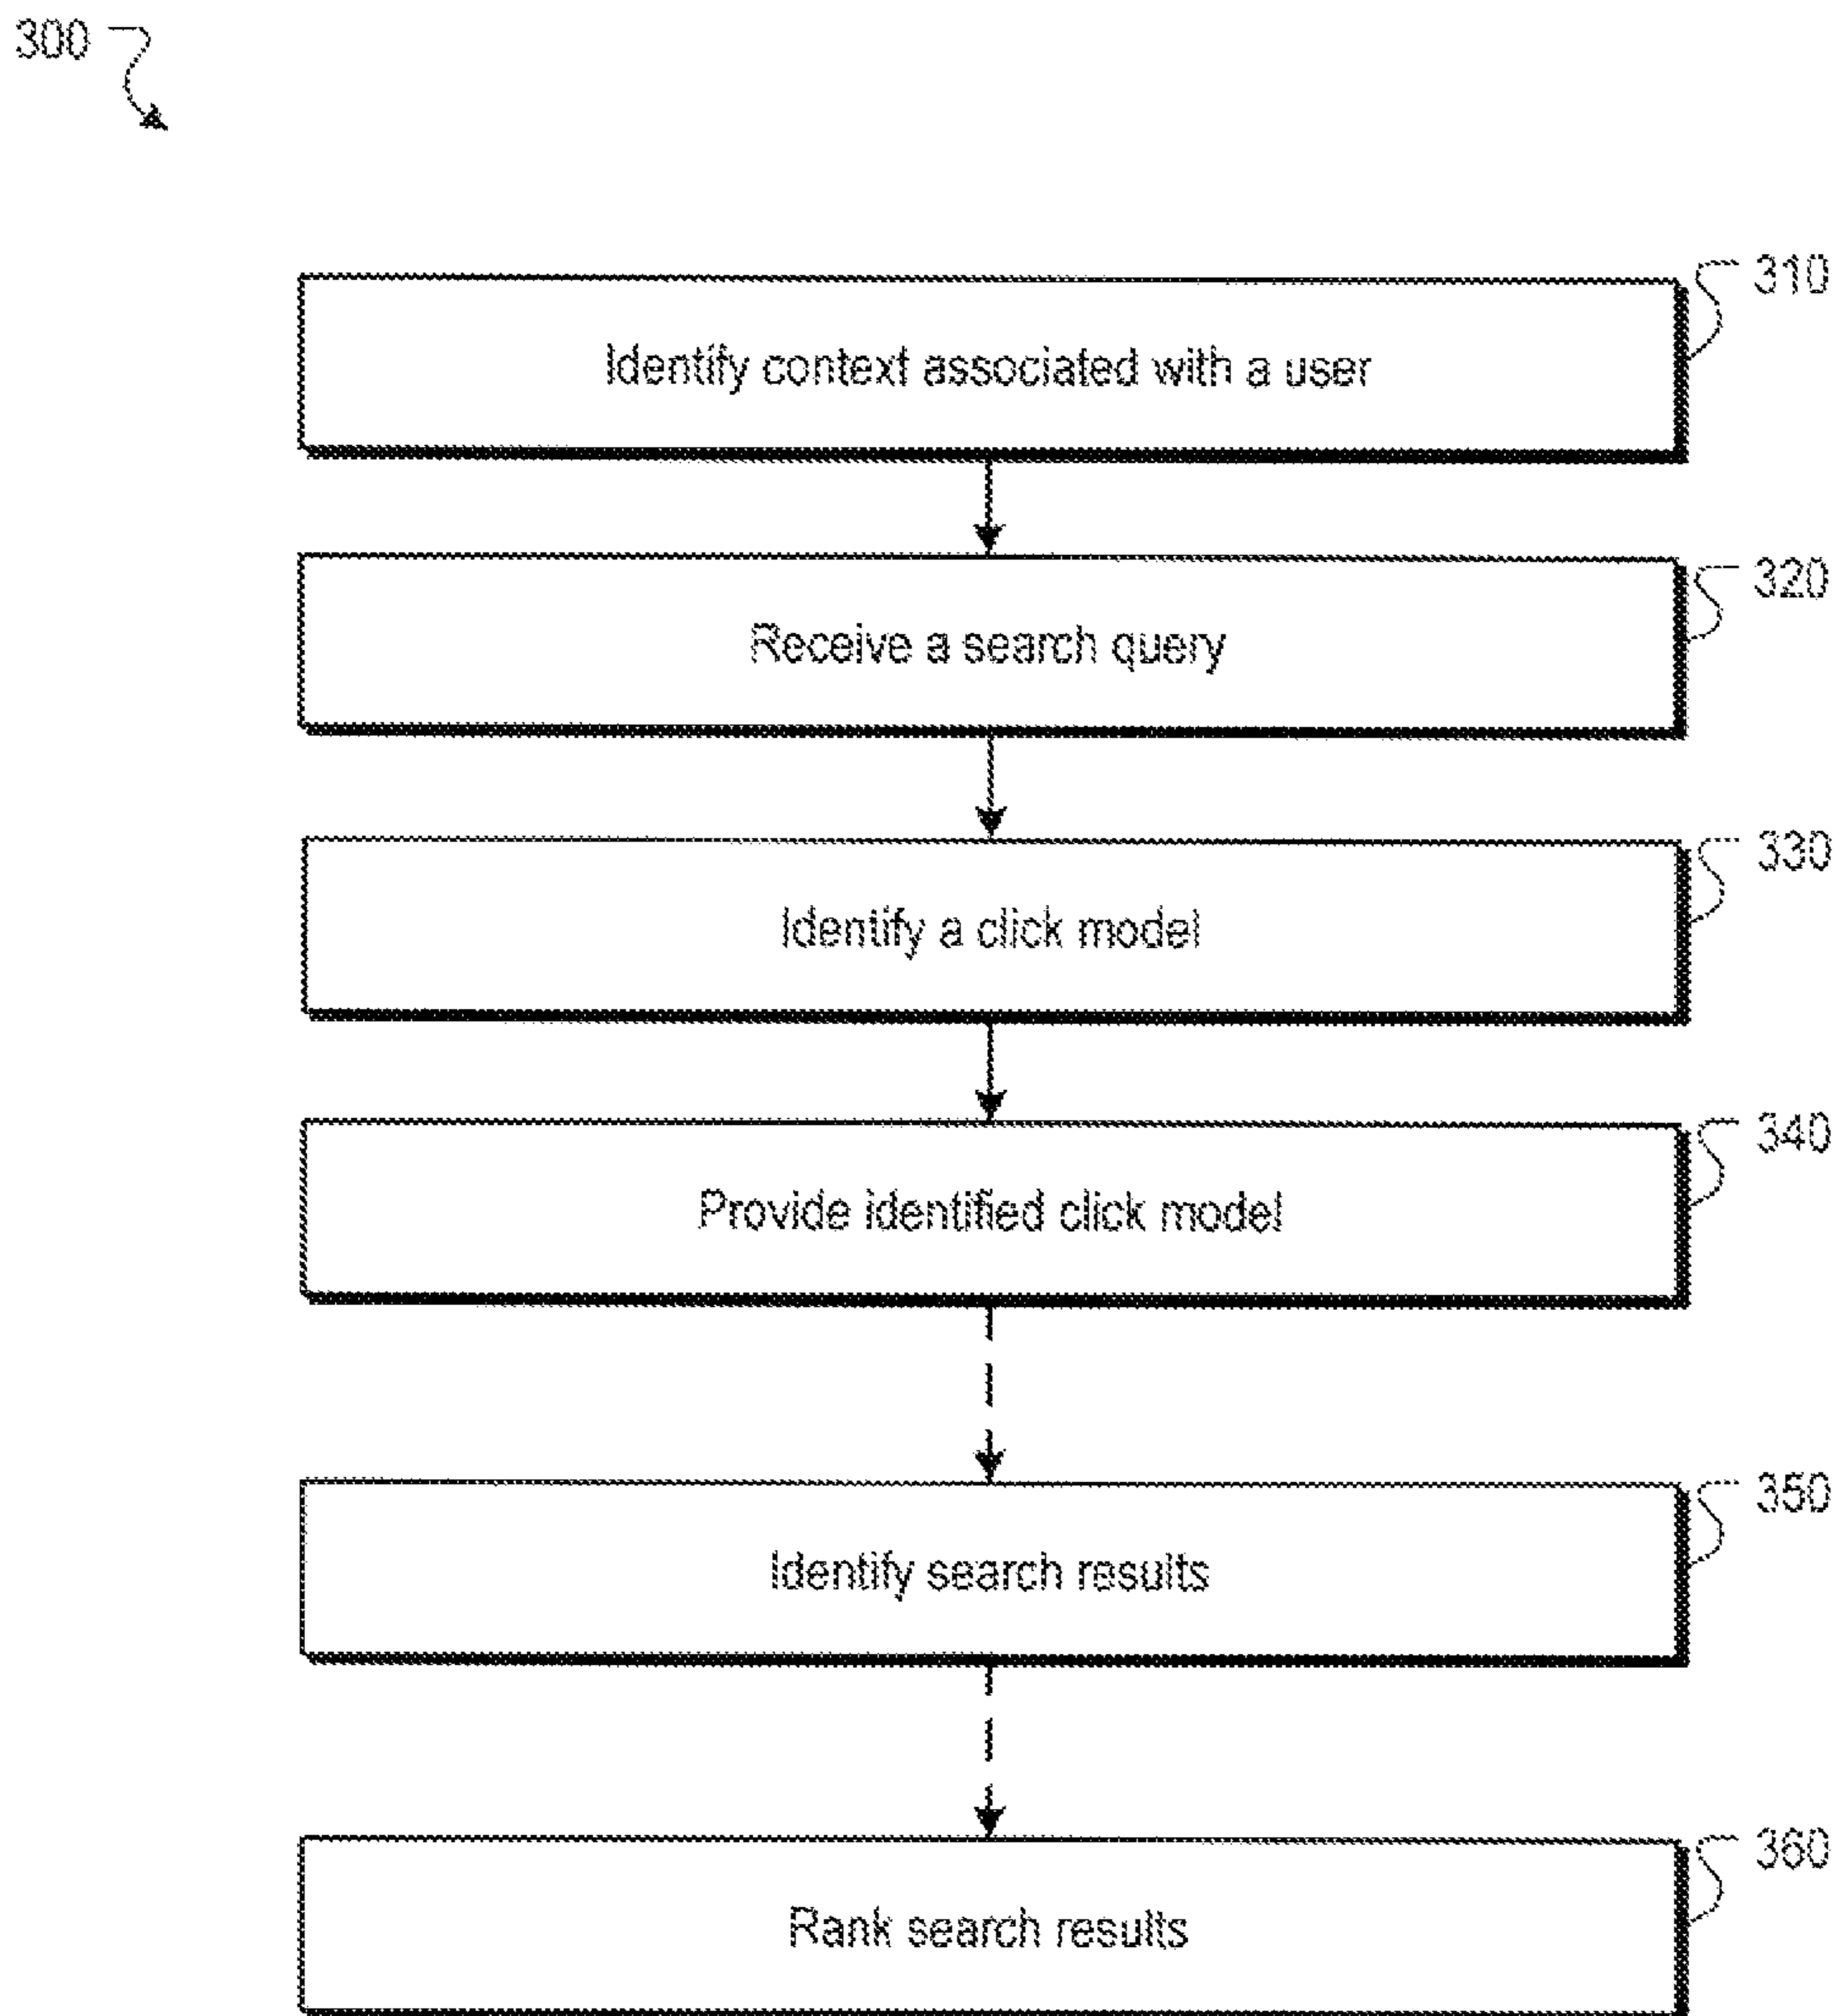 300
310
Identify context associated with a user
320
Receive a search query
330
Identify a click model
340
Provide identified click model
350
Identify search results
360
Rank search results